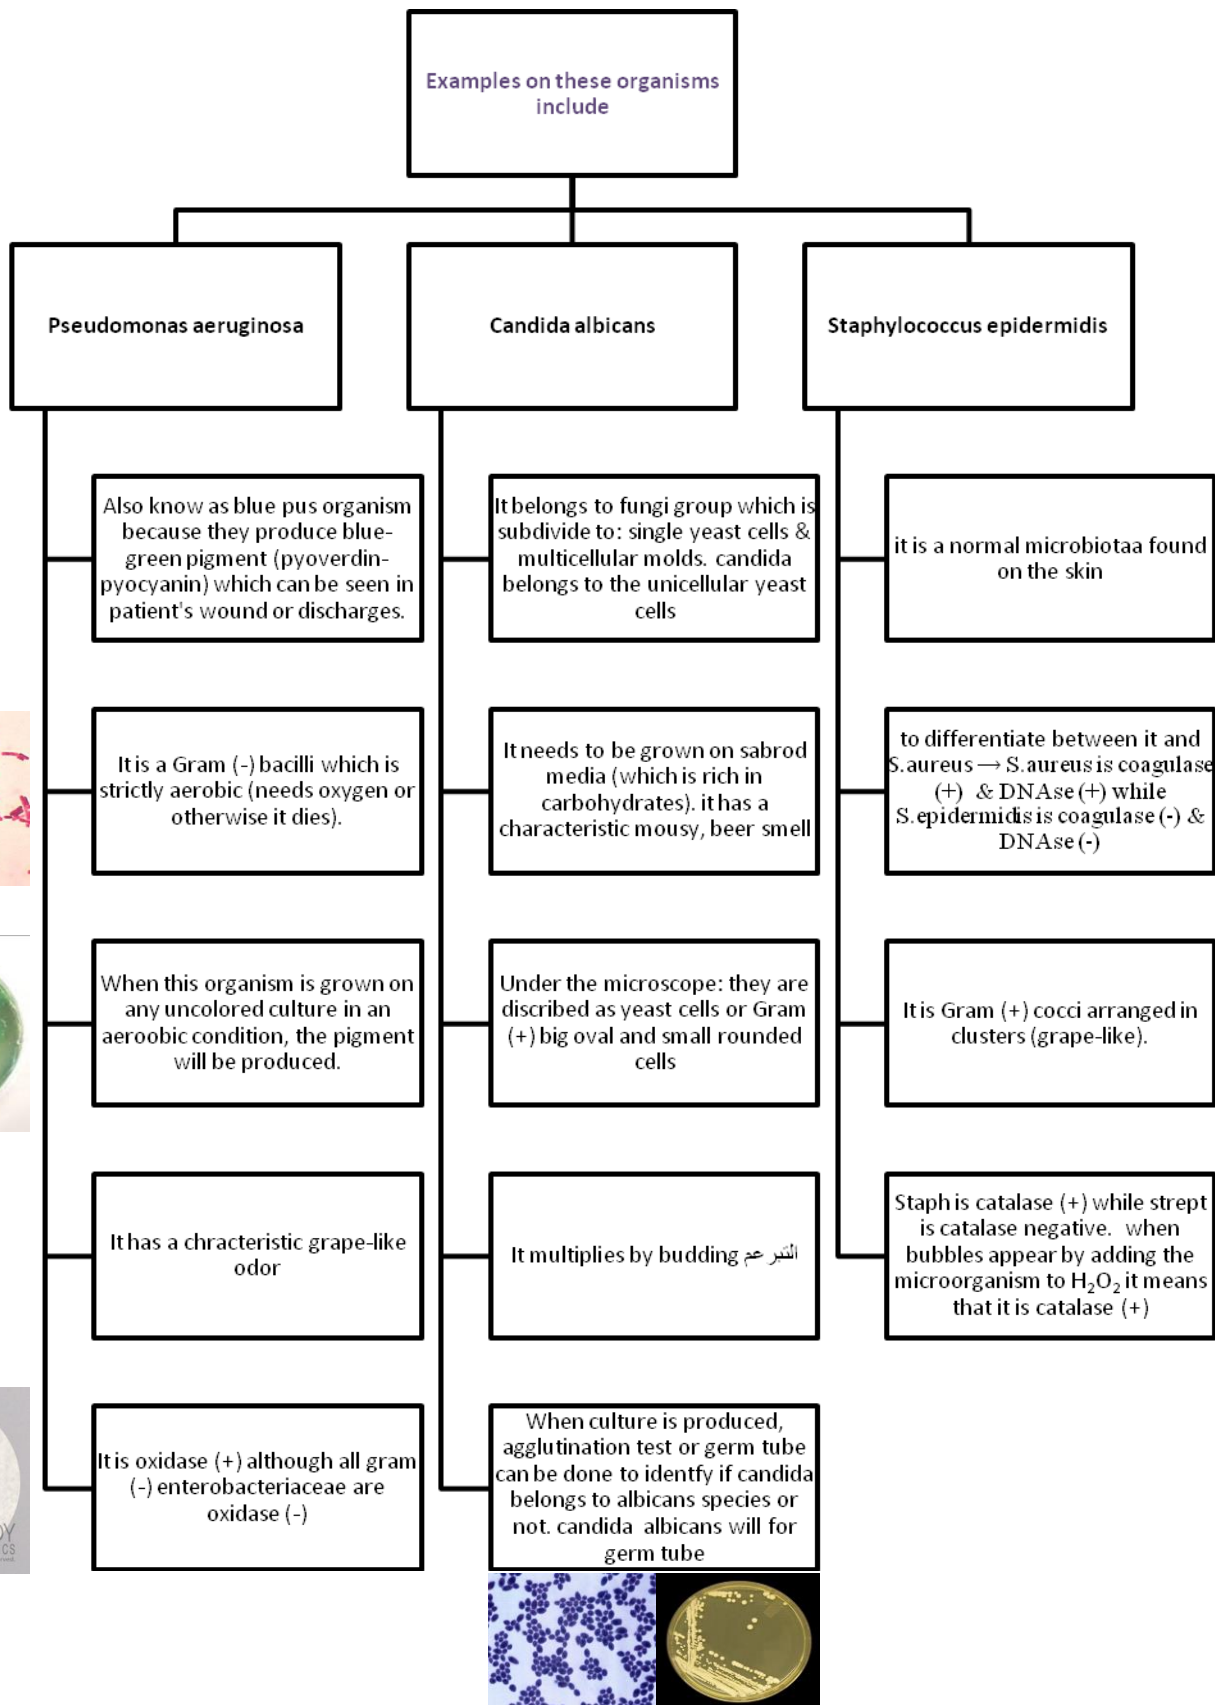 Examples on these organisms
include
Pseudomonas aeruginosa
Also know as blue pus organism
because they produce blue-
green pigment (pyoverdin-
pyocyanin) which can be seen in
patient's wound or discharges.
It is a Gram (-) bacilli which is
strictly aerobic (needs oxygen or
otherwise it dies).
When this organism is grown on
any uncolored culture in an
aeroobic condition, the pigment
will be produced.
It has a chracteristic grape-like
odor
It is oxidase (+) although all gram
(-) enterobacteriaceae are
oxidase (-)
Candida albicans
It belongs to fungi group which is
subdivide to: single yeast cells &
multicellular molds. candida
belongs to the unicellular yeast
cells
It needs to be grown on sabrod
media (which is rich in
carbohydrates). it has a
characteristic mousy, beer smell
Under the microscope: they are
discribed as yeast cells or Gram
(+) big oval and small rounded
cells
It multiplies by budding التبرعم
When culture is produced,
agglutination test or germ tube
can be done to identfy if candida
belongs to albicans species or
not. candida albicans will for
germ tube
Staphylococcus epidermidis
it is a normal microbiotaa found
on the skin
to differentiate between it and
S.aureus → S.aureus is coagulase
(+) & DNAse (+) while
S.epidermidis is coagulase (-) &
DNAse (-)
It is Gram (+) cocci arranged in
clusters (grape-like).
Staph is catalase (+) while strept
is catalase negative. when
bubbles appear by adding the
microorganism to H₂O₂ it means
that it is catalase (+)